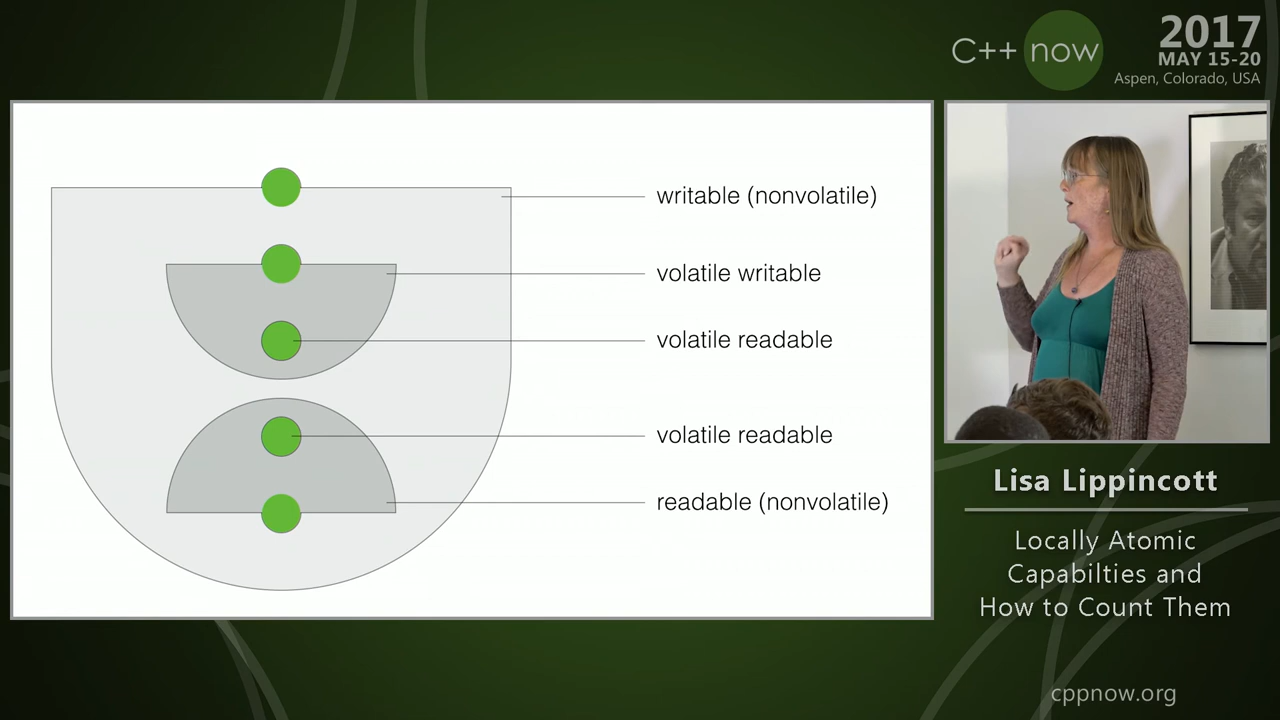 C++ now
2017
MAY 15-20
Aspen, Colorado, USA
writable (nonvolatile)
volatile writable
volatile readable
volatile readable
readable (nonvolatile)
Lisa Lippincott
Locally Atomic
Capabilties and
How to Count Them
cppnow.org